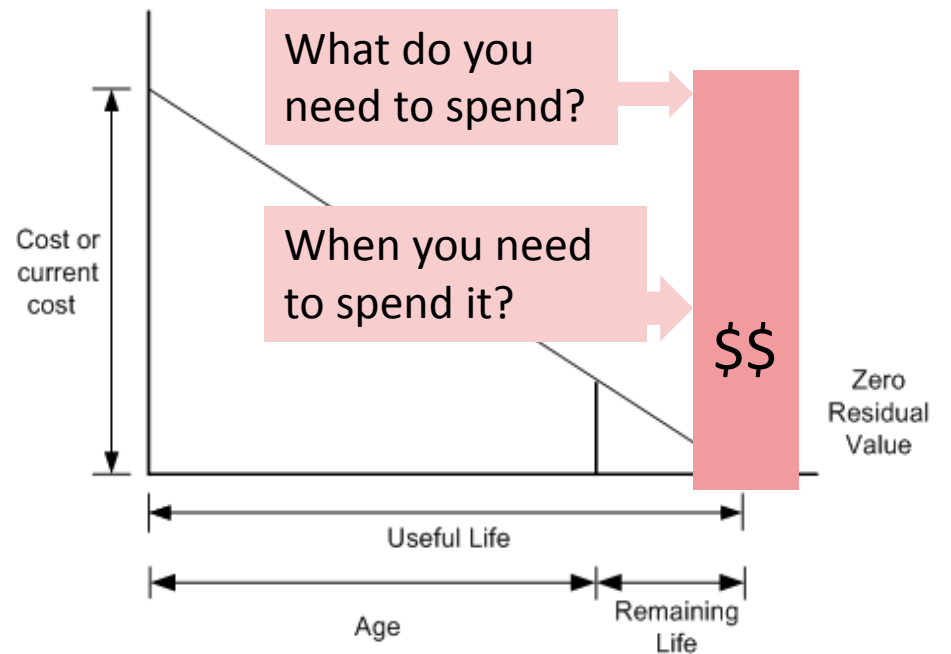 What do you
need to spend?
Cost or
current
cost
When you need
to spend it?
$$
Zero
Residual
Value
Useful Life
Age
Remaining
Life